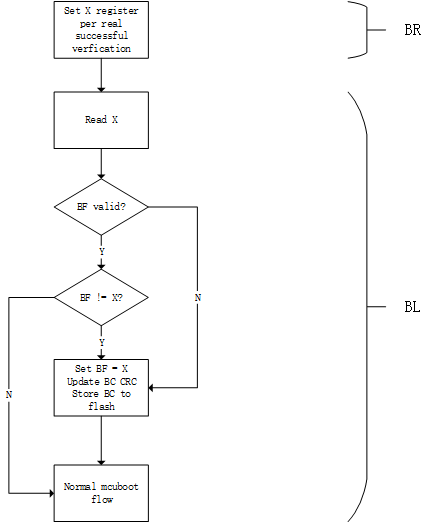 Set X register
per real
successful
verfication
BR
Read X
BF valid?
Y
BF != X?
N
BL
Y
Set BF = X
Update BC CRC
Store BC to
flash
N
Normal mcuboot
flow